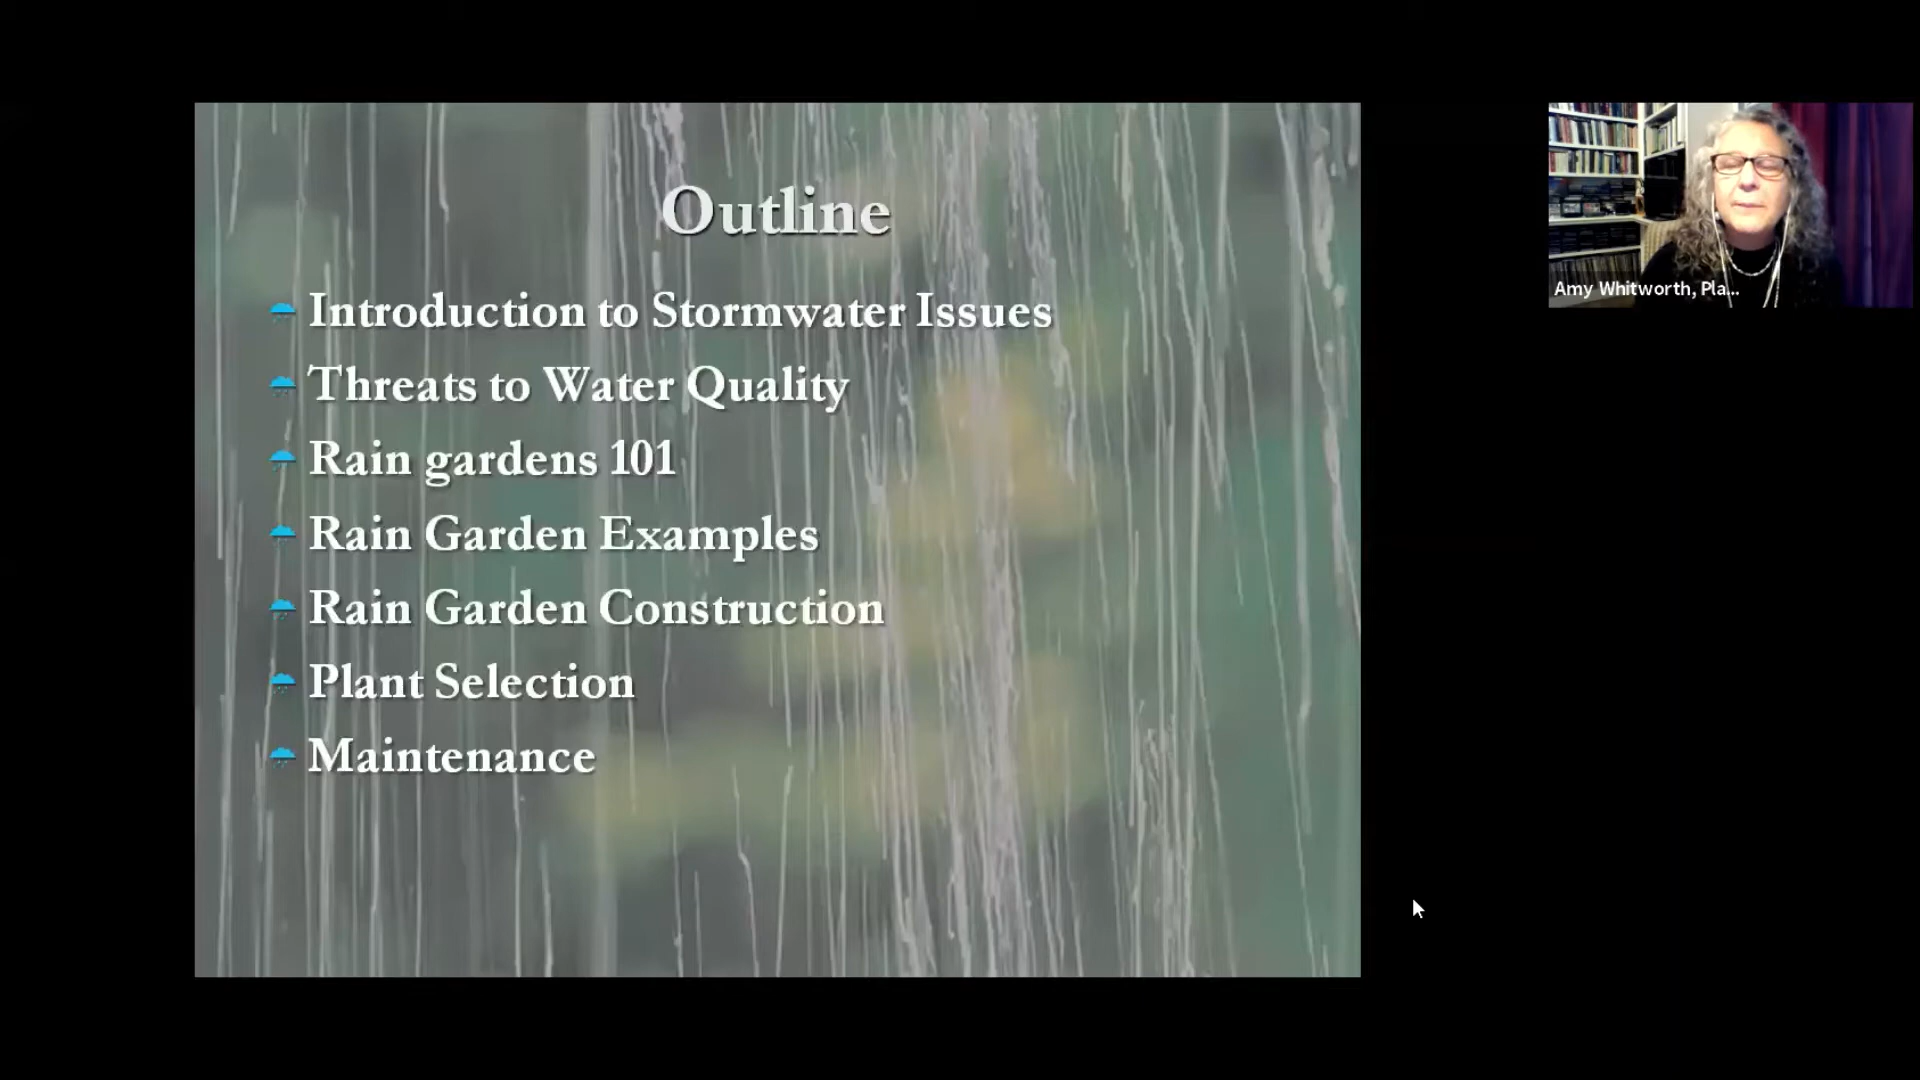 Outline
Introduction to Stormwater Issues
Threats to Water Quality
Rain gardens 101
Rain Garden Examples
Rain Garden Construction
Plant Selection
Maintenance
Amy Whitworth, Pla...